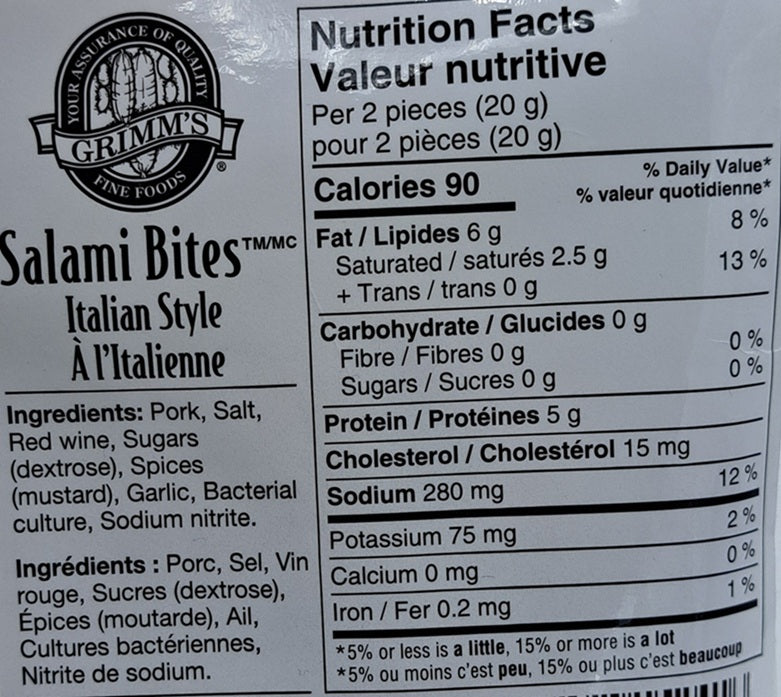 YOUR ASSURANCE OF QUALITY
GRIMM'S
®
FINE FOODS
Salami Bites TM/MC
Italian Style
À l'Italienne
Ingredients: Pork, Salt,
Red wine, Sugars
(dextrose), Spices
(mustard), Garlic, Bacterial
culture, Sodium nitrite.
Ingrédients : Porc, Sel, Vin
rouge, Sucres (dextrose),
Épices (moutarde), Ail,
Cultures bactériennes,
Nitrite de sodium.
Nutrition Facts
Valeur nutritive
Per 2 pieces (20 g)
pour 2 pièces (20 g)
Calories 90
% Daily Value*
% valeur quotidienne*
Fat / Lipides 6 g 8 %
Saturated / saturés 2.5 g 13 %
+ Trans / trans 0 g
Carbohydrate / Glucides 0 g
Fibre / Fibres 0 g 0 %
Sugars / Sucres 0 g 0 %
Protein / Protéines 5 g
Cholesterol / Cholestérol 15 mg
Sodium 280 mg 12 %
Potassium 75 mg 2 %
Calcium 0 mg 0 %
Iron / Fer 0.2 mg 1 %
*5% or less is a little, 15% or more is a lot
*5% ou moins c'est peu, 15% ou plus c'est beaucoup